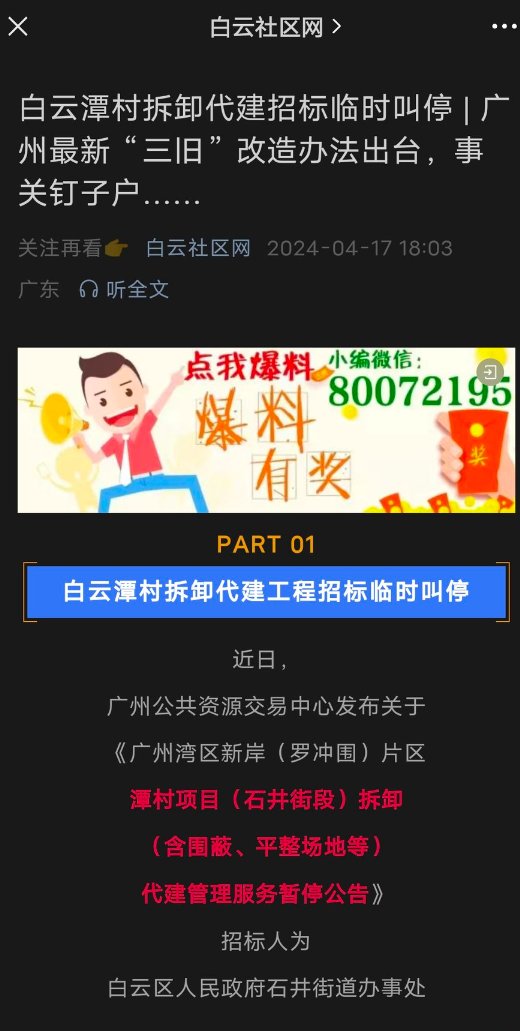 白云社区网
白云潭村拆卸代建招标临时叫停 | 广
州最新“三旧”改造办法出台，事
关钉子户……
关注再看👉 白云社区网 2024-04-17 18:03
广东 听全文
点我爆料 小编微信：
80072195
爆料
有奖
奖
PART 01
白云潭村拆卸代建工程招标临时叫停
近日，
广州公共资源交易中心发布关于
《广州湾区新岸（罗冲围）片区
潭村项目（石井街段）拆卸
（含围蔽、平整场地等）
代建管理服务暂停公告》
招标人为
白云区人民政府石井街道办事处